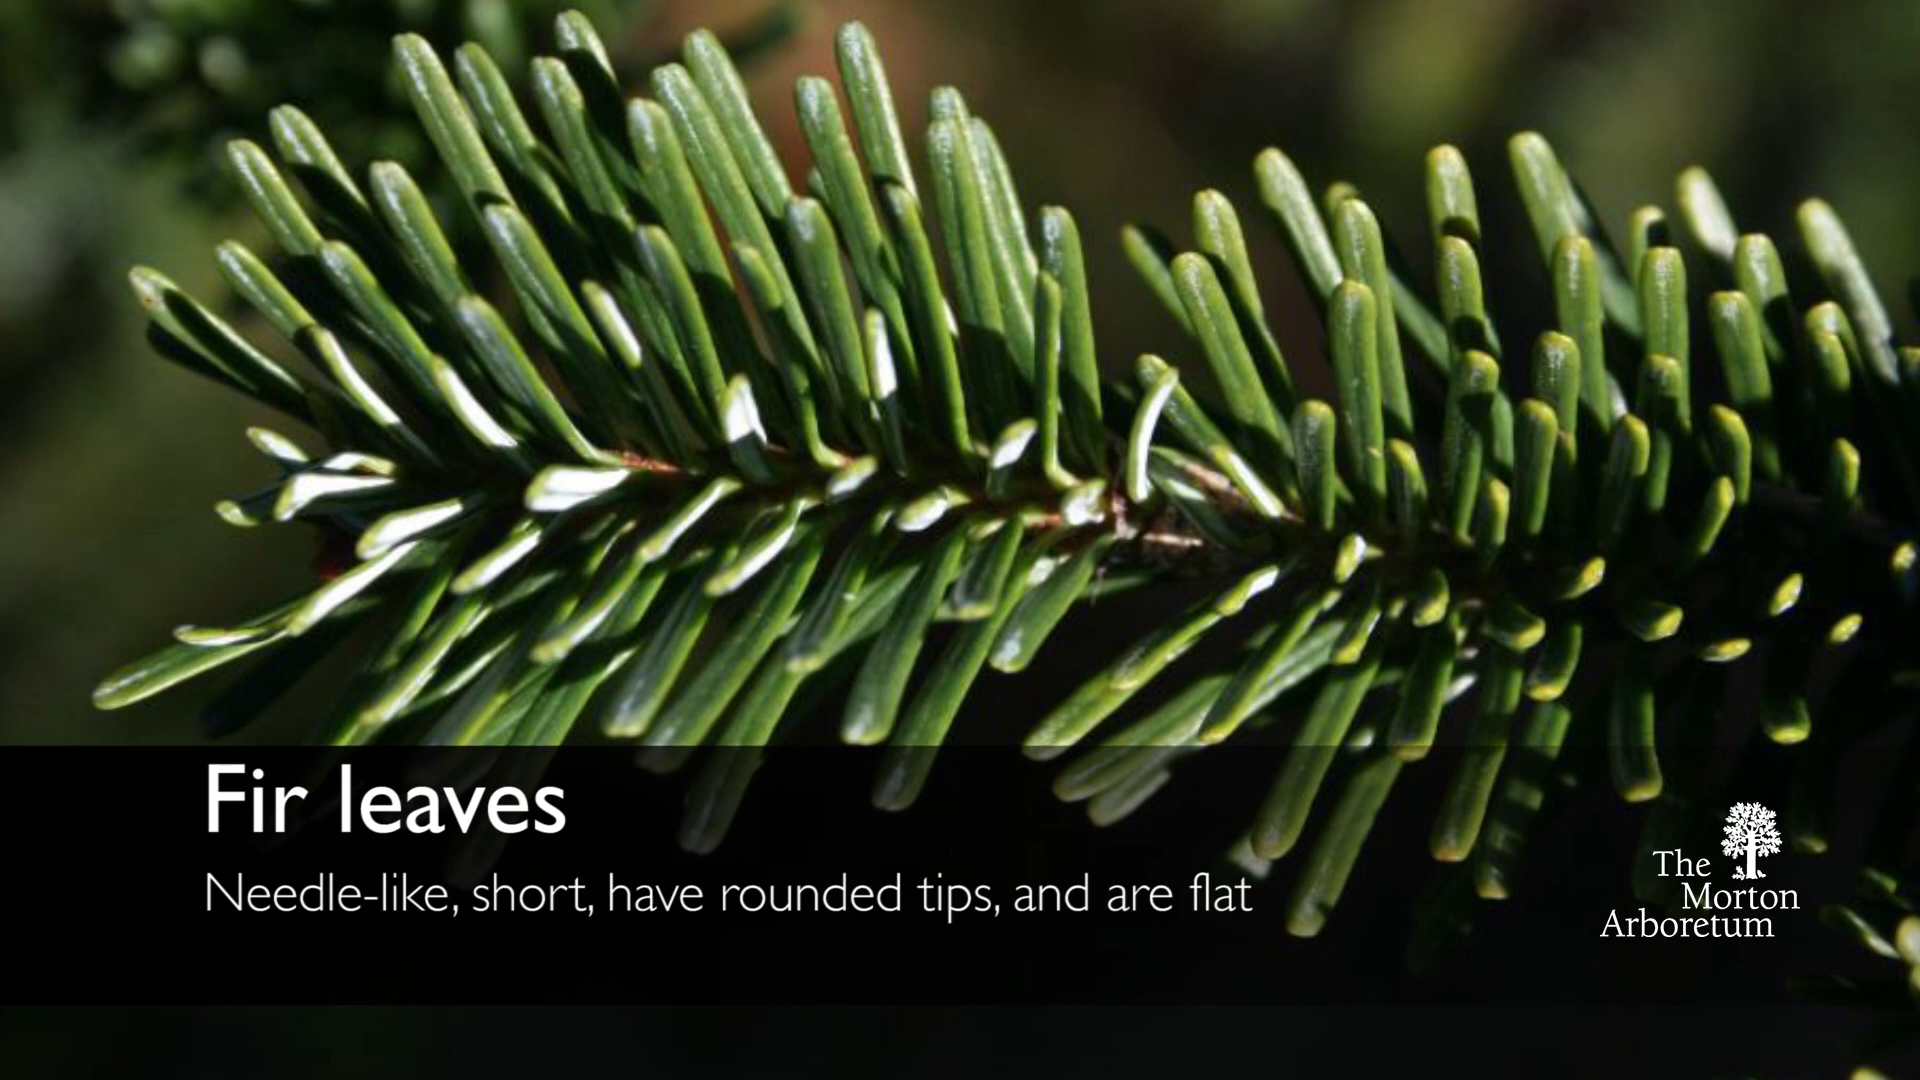 Fir leaves
Needle-like, short, have rounded tips, and are flat
The
Morton
Arboretum